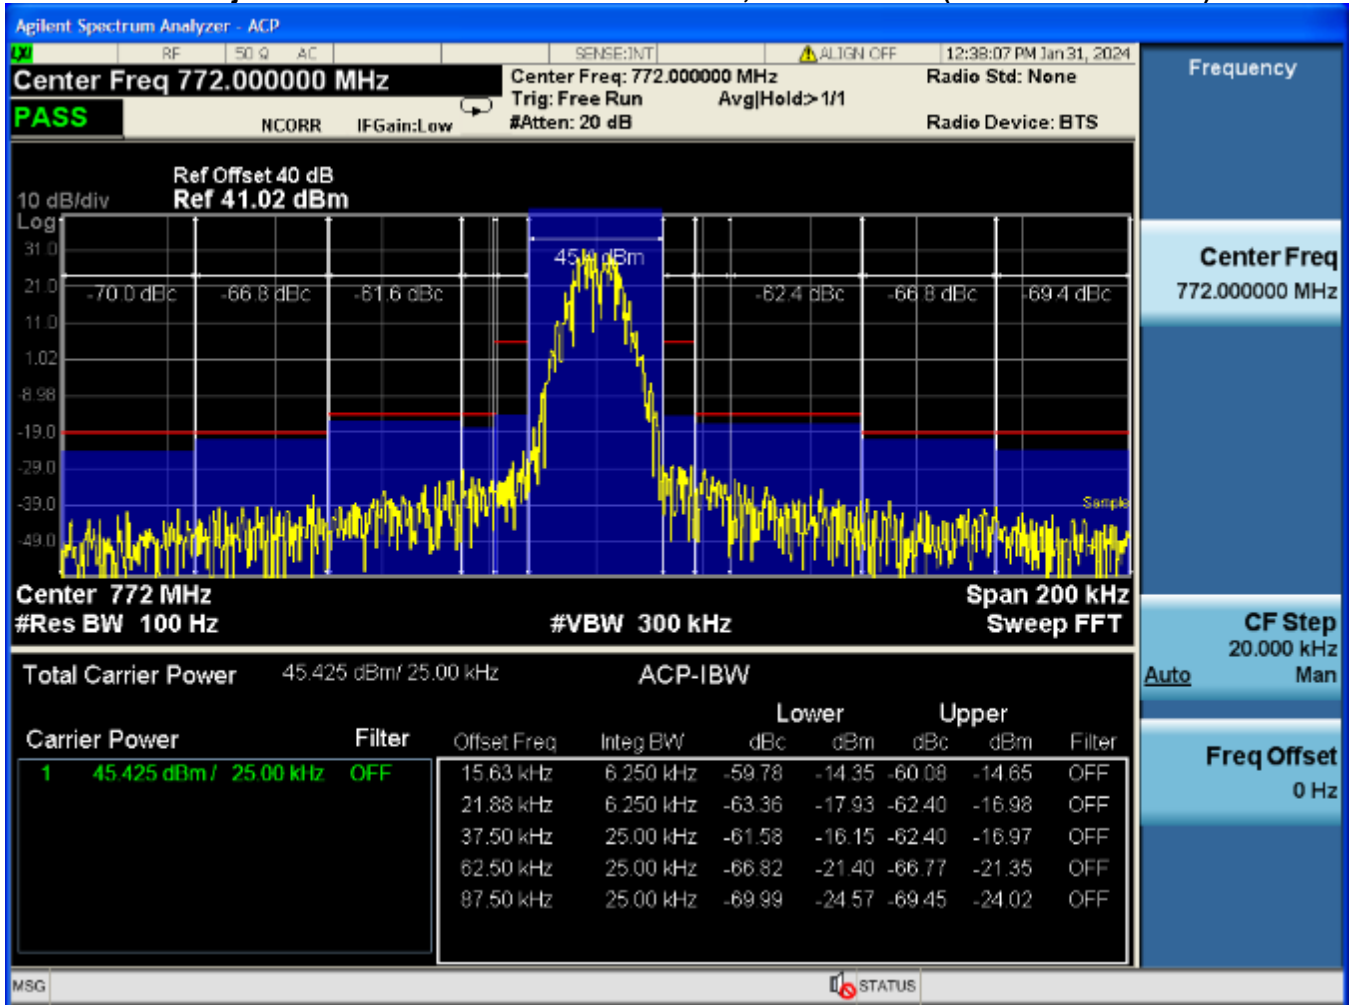 Agilent Spectrum Analyzer - ACP
LXI RF 50 Ω AC SENSE:INT ALIGN OFF 12:38:07 PM Jan 31, 2024
Center Freq 772.000000 MHz
Center Freq: 772.000000 MHz
Radio Std: None
Trig: Free Run Avg|Hold:>1/1
PASS NCORR IFGain:Low #Atten: 20 dB Radio Device: BTS
Ref Offset 40 dB
10 dB/div Ref 41.02 dBm
Log
31.0
21.0
11.0
1.02
-8.98
-19.0
-29.0
-39.0
-49.0
45.4 dBm
-70.0 dBc -66.8 dBc -61.6 dBc -62.4 dBc -66.8 dBc -69.4 dBc
Sample
Center 772 MHz Span 200 kHz
#Res BW 100 Hz #VBW 300 kHz Sweep FFT
Total Carrier Power 45.425 dBm/ 25.00 kHz ACP-IBW
Lower Upper
Carrier Power Filter Offset Freq Integ BW dBc dBm dBc dBm Filter
1 45.425 dBm / 25.00 kHz OFF 15.63 kHz 6.250 kHz -59.78 -14.35 -60.08 -14.65 OFF
21.88 kHz 6.250 kHz -63.36 -17.93 -62.40 -16.98 OFF
37.50 kHz 25.00 kHz -61.58 -16.15 -62.40 -16.97 OFF
62.50 kHz 25.00 kHz -66.82 -21.40 -66.77 -21.35 OFF
87.50 kHz 25.00 kHz -69.99 -24.57 -69.45 -24.02 OFF
MSG STATUS
Frequency
Center Freq
772.000000 MHz
CF Step
20.000 kHz
Auto Man
Freq Offset
0 Hz